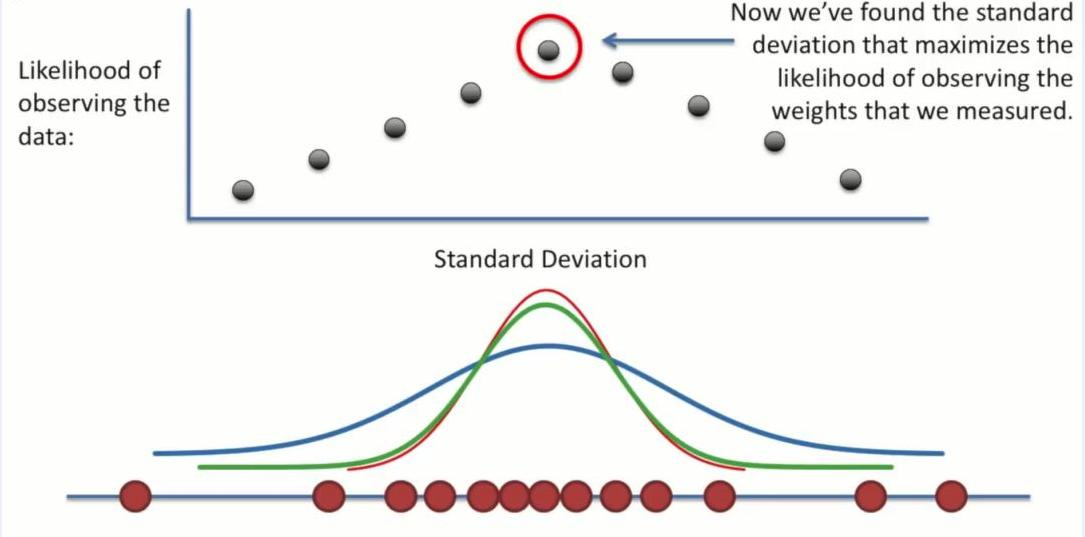 Now we've found the standard
deviation that maximizes the
likelihood of observing the
weights that we measured.
Likelihood of
observing the
data:
Standard Deviation